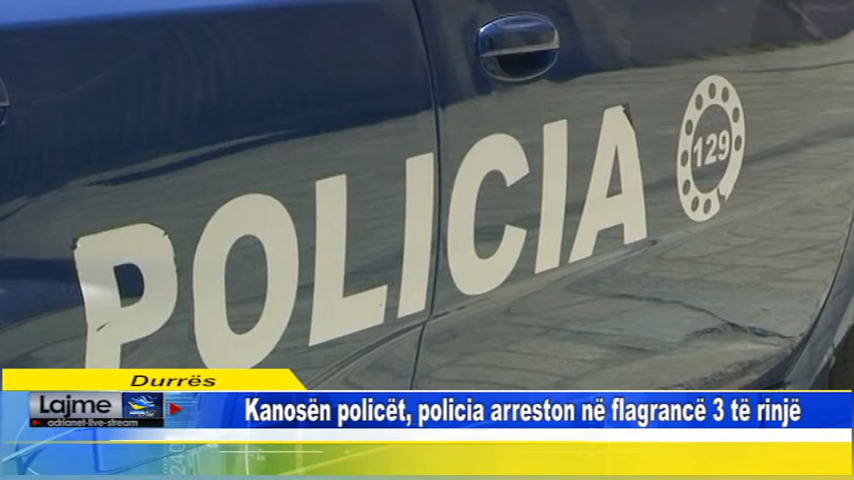 POLICIA
129
Durrës
Lajme
adrianet-live-stream
Kanosën policët, policia arreston në flagrancë 3 të rinjë